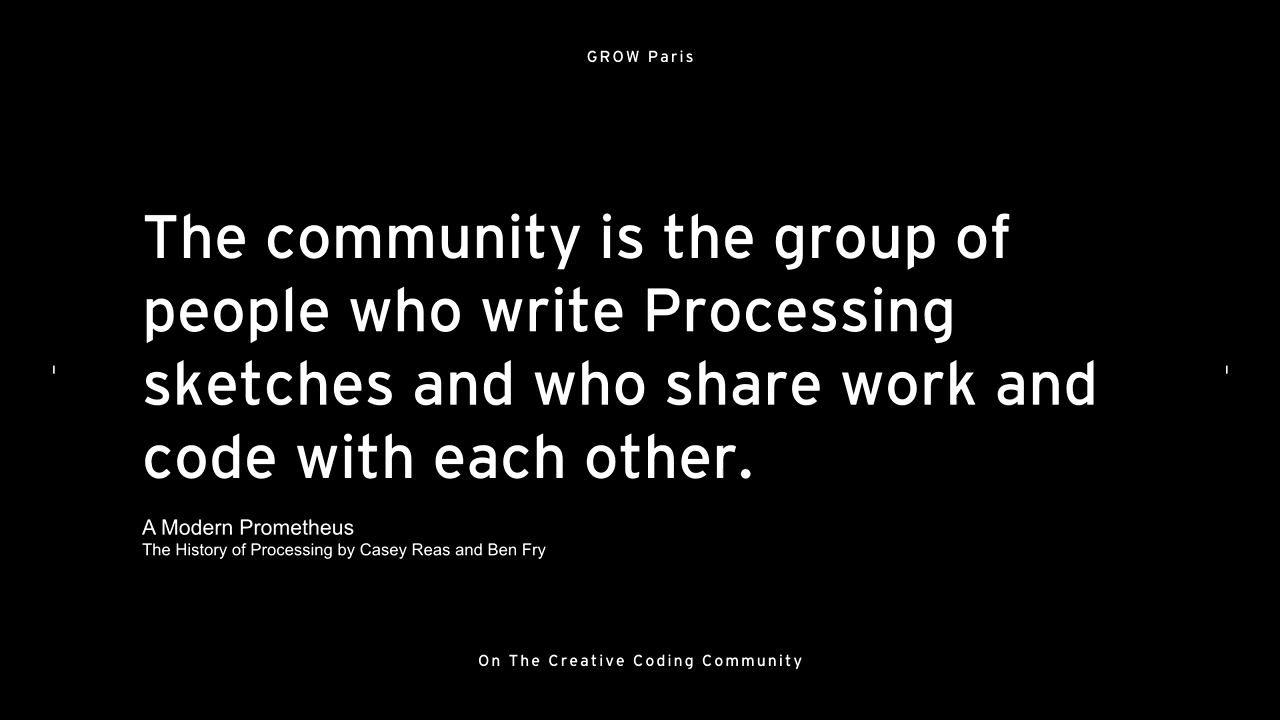 GROW Paris
The community is the group of
people who write Processing
sketches and who share work and
code with each other.
A Modern Prometheus
The History of Processing by Casey Reas and Ben Fry
On The Creative Coding Community